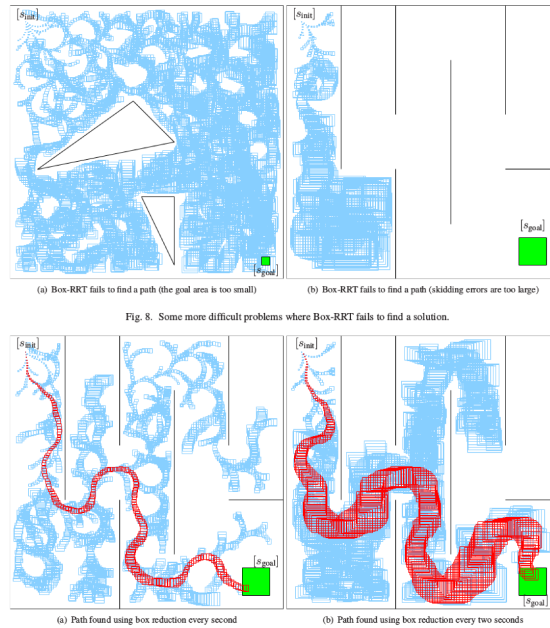 [s_init]
[s_init]
[s_goal]
[s_goal]
(a) Box-RRT fails to find a path (the goal area is too small)
(b) Box-RRT fails to find a path (skidding errors are too large)
Fig. 8. Some more difficult problems where Box-RRT fails to find a solution.
[s_init]
[s_init]
[s_goal]
[s_goal]
(a) Path found using box reduction every second
(b) Path found using box reduction every two seconds